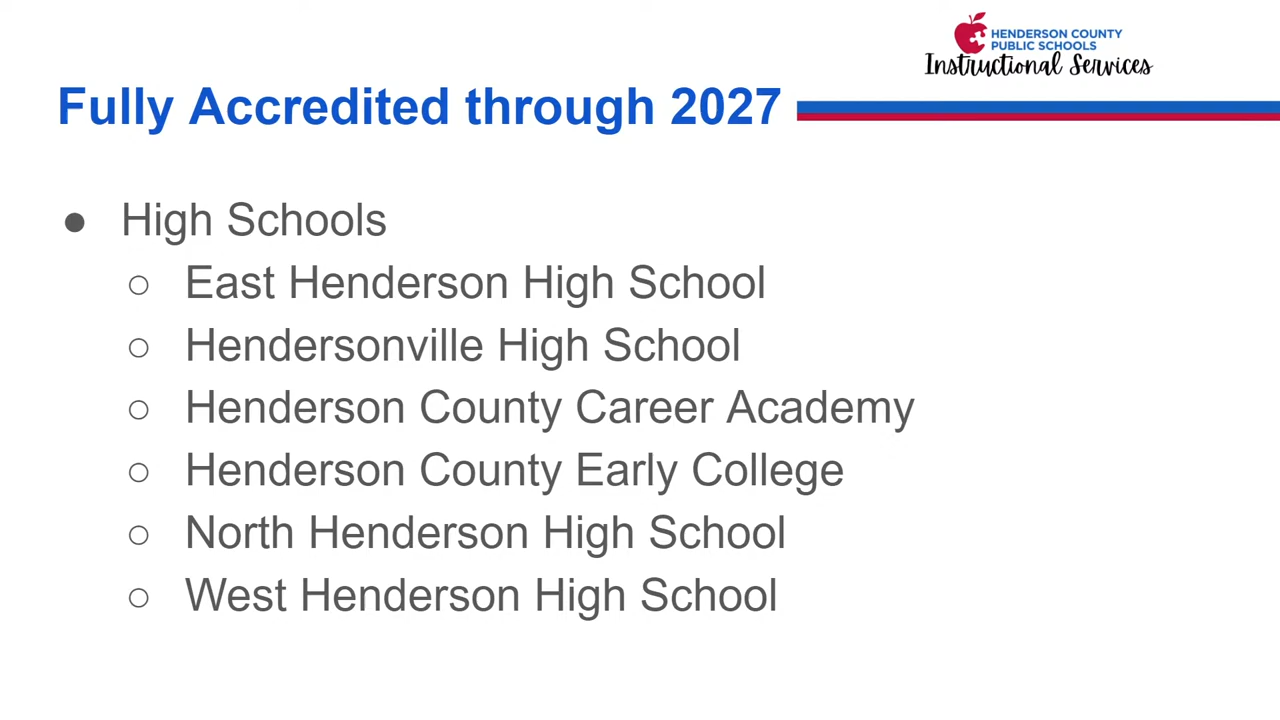 HENDERSON COUNTY
PUBLIC SCHOOLS
Instructional Services
Fully Accredited through 2027
● High Schools
○ East Henderson High School
○ Hendersonville High School
○ Henderson County Career Academy
○ Henderson County Early College
○ North Henderson High School
○ West Henderson High School